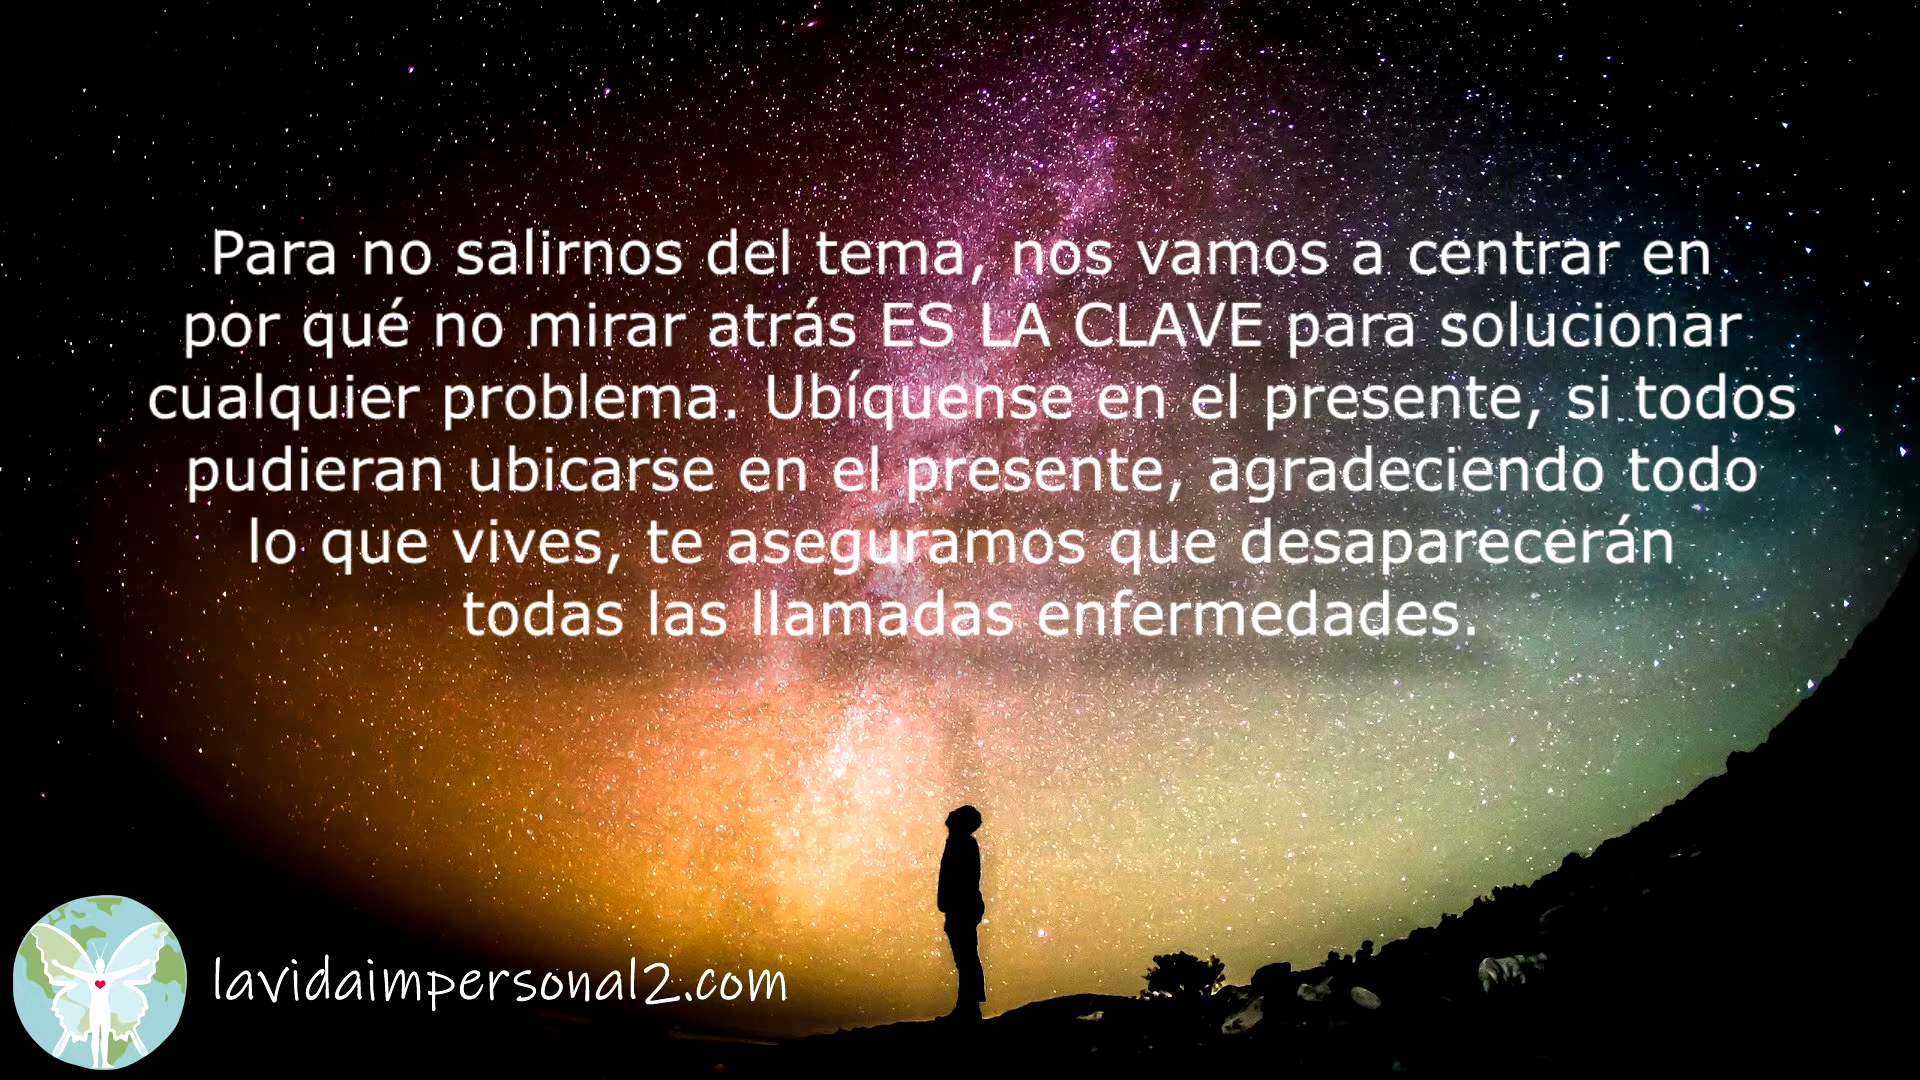 Para no salirnos del tema, nos vamos a centrar en
por qué no mirar atrás ES LA CLAVE para solucionar
cualquier problema. Ubíquense en el presente, si todos
pudieran ubicarse en el presente, agradeciendo todo
lo que vives, te aseguramos que desaparecerán
todas las llamadas enfermedades.
lavidaimpersonal2.com